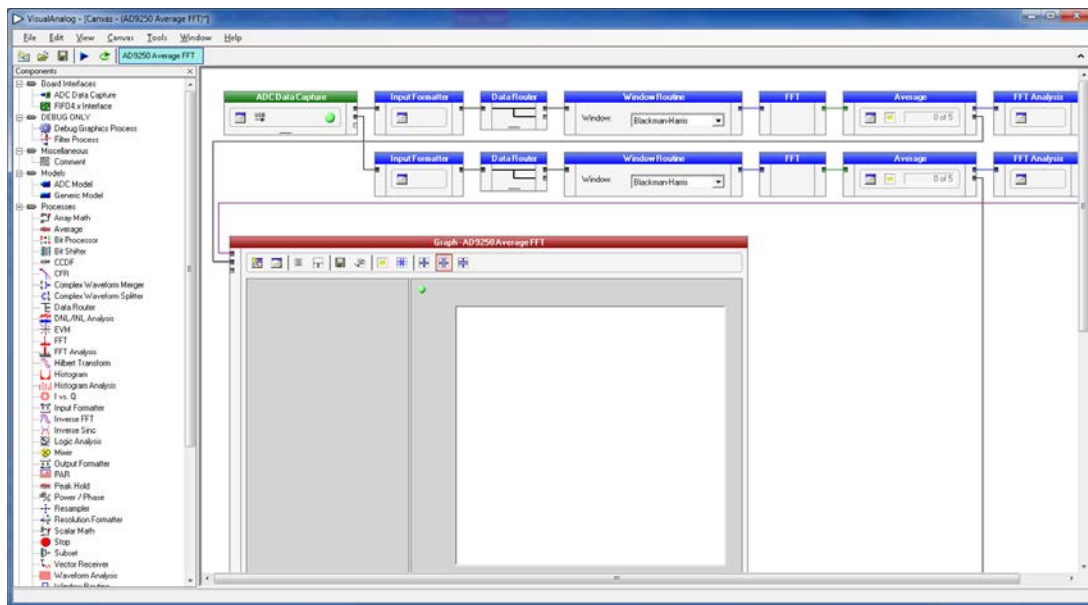 VisualAnalog - [Canvas - (AD9250 Average FFT)*]
File Edit View Canvas Tools Window Help
AD9250 Average FFT
Components
Board Interfaces
ADC Data Capture
FIFO4.x Interface
DEBUG ONLY
Debug Graphics Process
Filter Process
Miscellaneous
Comment
Models
ADC Model
Generic Model
Processes
Array Math
Average
Bit Processor
Bit Shifter
CCDF
CFR
Complex Waveform Merger
Complex Waveform Splitter
Data Router
DNL/INL Analysis
EVM
FFT
FFT Analysis
Hilbert Transform
Histogram
Histogram Analysis
I vs. Q
Input Formatter
Inverse FFT
Inverse Sinc
Logic Analysis
Mixer
Output Formatter
PAR
Peak Hold
Power / Phase
Resampler
Resolution Formatter
Scalar Math
Stop
Subset
Vector Receiver
Waveform Analysis
Window Routine
ADC Data Capture Input Formatter Data Router Window Routine FFT Average FFT Analysis
USB Window: Blackman-Harris 0 of 5
Input Formatter Data Router Window Routine FFT Average FFT Analysis
Window: Blackman-Harris 0 of 5
Graph - AD9250 Average FFT